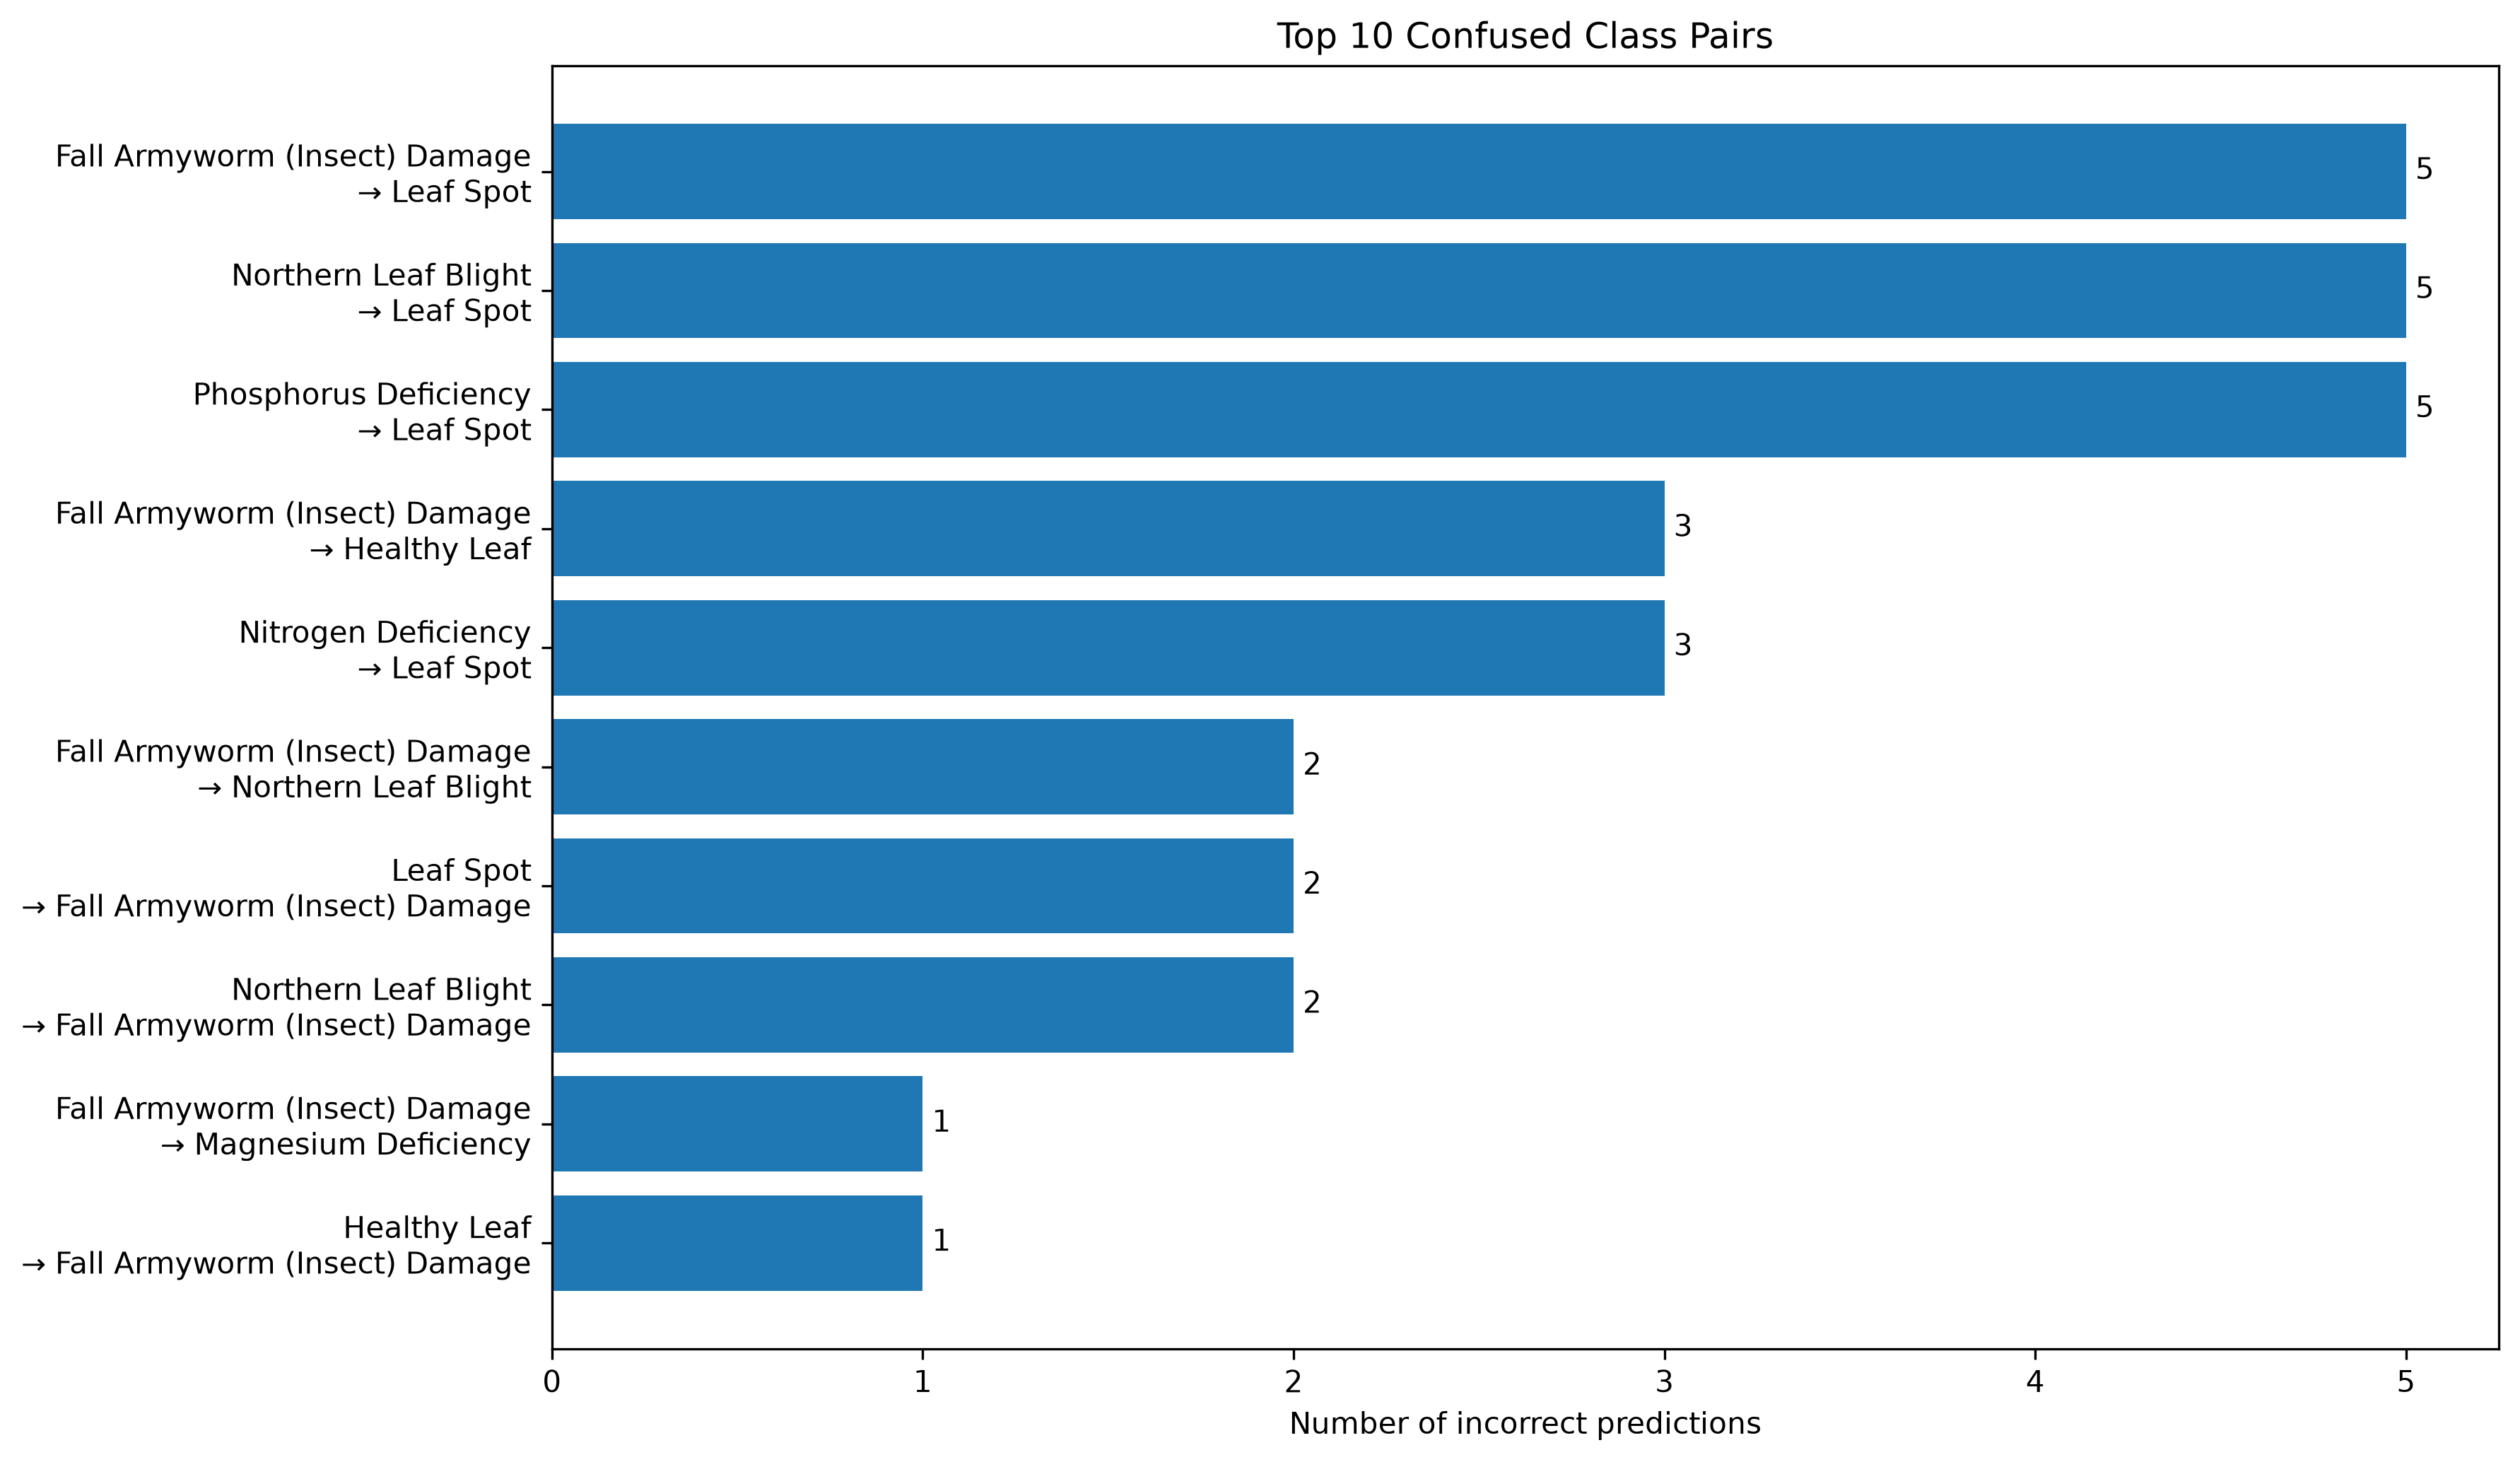 Top 10 Confused Class Pairs
Fall Armyworm (Insect) Damage
→ Leaf Spot
5
Northern Leaf Blight
→ Leaf Spot
5
Phosphorus Deficiency
→ Leaf Spot
5
Fall Armyworm (Insect) Damage
→ Healthy Leaf
3
Nitrogen Deficiency
→ Leaf Spot
3
Fall Armyworm (Insect) Damage
→ Northern Leaf Blight
2
Leaf Spot
→ Fall Armyworm (Insect) Damage
2
Northern Leaf Blight
→ Fall Armyworm (Insect) Damage
2
Fall Armyworm (Insect) Damage
→ Magnesium Deficiency
1
Healthy Leaf
→ Fall Armyworm (Insect) Damage
1
0 1 2 3 4 5
Number of incorrect predictions